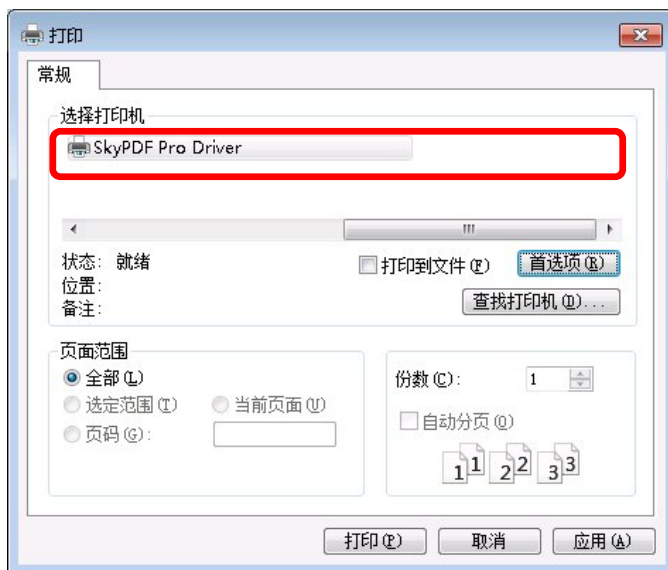 打印
常规
选择打印机
SkyPDF Pro Driver
状态: 就绪
位置:
备注:
打印到文件(F)
首选项(R)
查找打印机(D)...
页面范围
全部(L)
选定范围(T) 当前页面(U)
页码(G):
份数(C): 1
自动分页(O)
1 1 2 2 3 3
打印(P) 取消 应用(A)